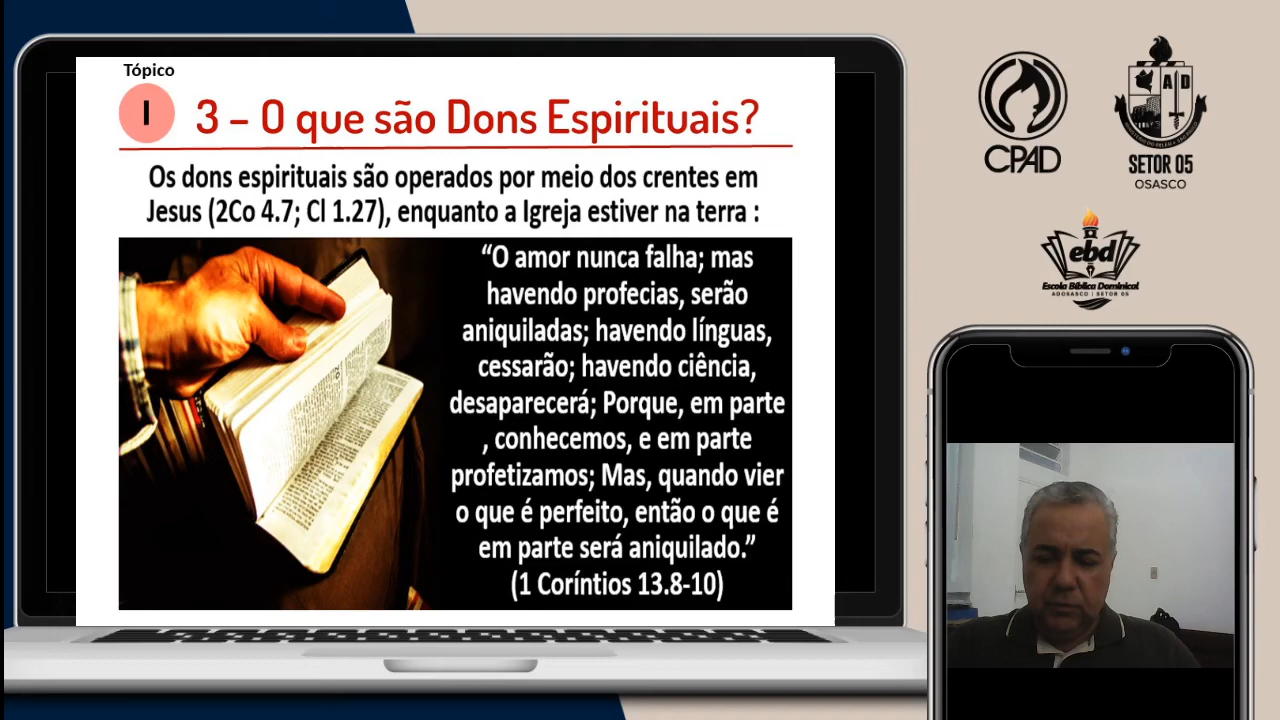 Tópico
I
3 – O que são Dons Espirituais?
Os dons espirituais são operados por meio dos crentes em
Jesus (2Co 4.7; Cl 1.27), enquanto a Igreja estiver na terra :
“O amor nunca falha; mas
havendo profecias, serão
aniquiladas; havendo línguas,
cessarão; havendo ciência,
desaparecerá; Porque, em parte
, conhecemos, e em parte
profetizamos; Mas, quando vier
o que é perfeito, então o que é
em parte será aniquilado.”
(1 Coríntios 13.8-10)
CPAD
A D
SETOR 05
OSASCO
ebd
Escola Bíblica Dominical
ADOSASCO | SETOR 05